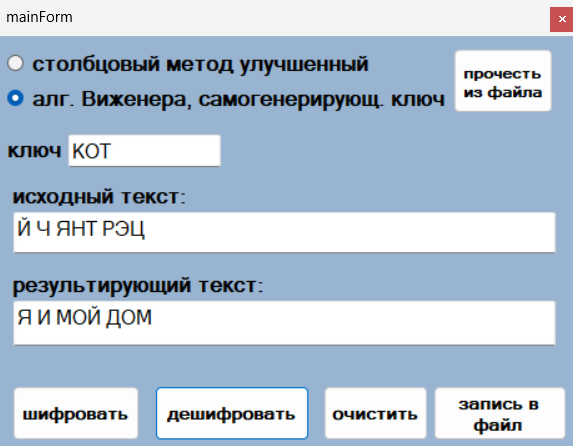 mainForm
столбцовый метод улучшенный
алг. Виженера, самогенерирующ. ключ
прочесть
из файла
ключ КОТ
исходный текст:
Й Ч ЯНТ РЭЦ
результирующий текст:
Я И МОЙ ДОМ
шифровать дешифровать очистить запись в
файл